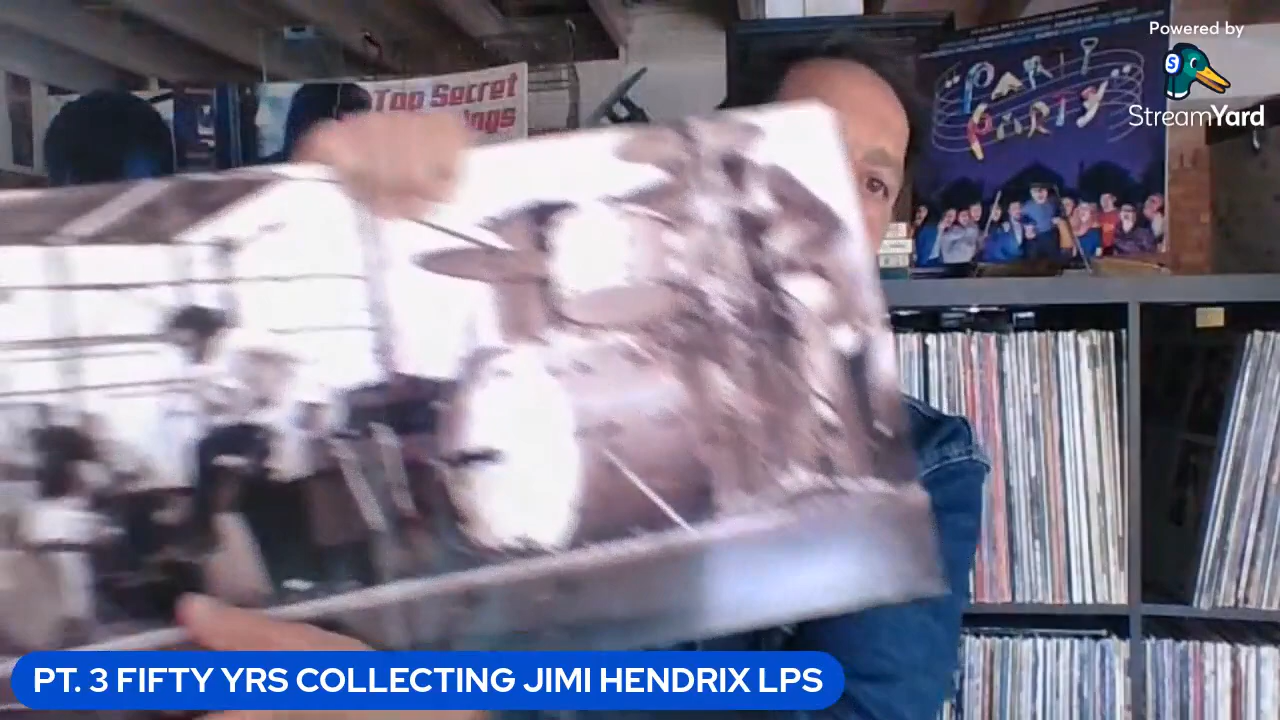 Powered by
StreamYard
Top Secret
PARTY
PARTY
PT. 3 FIFTY YRS COLLECTING JIMI HENDRIX LPS